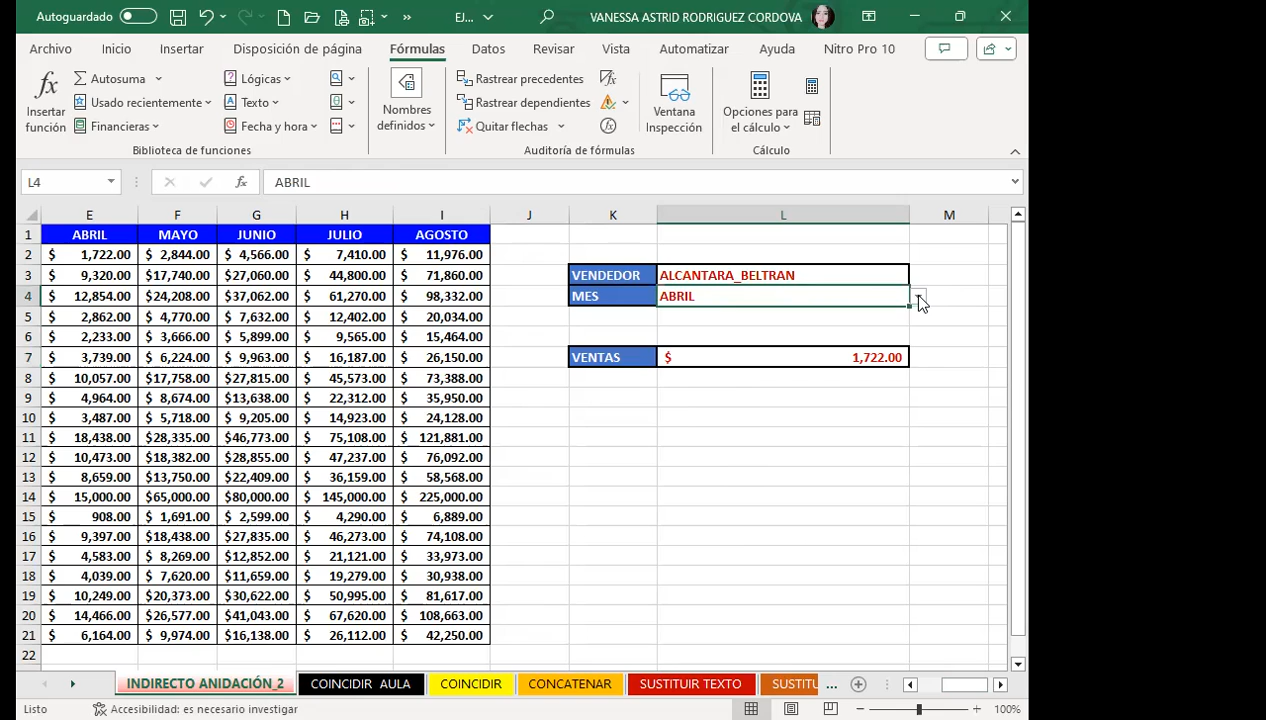 Autoguardado EJ... VANESSA ASTRID RODRIGUEZ CORDOVA
Archivo Inicio Insertar Disposición de página Fórmulas Datos Revisar Vista Automatizar Ayuda Nitro Pro 10
fx Insertar función
Autosuma
Usado recientemente
Financieras
Lógicas
Texto
Fecha y hora
Biblioteca de funciones
Nombres definidos
Rastrear precedentes
Rastrear dependientes
Quitar flechas
Auditoría de fórmulas
Ventana Inspección
Opciones para el cálculo
Cálculo
L4 fx ABRIL
E F G H I J K L M
1 ABRIL MAYO JUNIO JULIO AGOSTO
2 $ 1,722.00 $ 2,844.00 $ 4,566.00 $ 7,410.00 $ 11,976.00
3 $ 9,320.00 $17,740.00 $27,060.00 $ 44,800.00 $ 71,860.00 VENDEDOR ALCANTARA_BELTRAN
4 $ 12,854.00 $24,208.00 $37,062.00 $ 61,270.00 $ 98,332.00 MES ABRIL
5 $ 2,862.00 $ 4,770.00 $ 7,632.00 $ 12,402.00 $ 20,034.00
6 $ 2,233.00 $ 3,666.00 $ 5,899.00 $ 9,565.00 $ 15,464.00
7 $ 3,739.00 $ 6,224.00 $ 9,963.00 $ 16,187.00 $ 26,150.00 VENTAS $ 1,722.00
8 $ 10,057.00 $17,758.00 $27,815.00 $ 45,573.00 $ 73,388.00
9 $ 4,964.00 $ 8,674.00 $13,638.00 $ 22,312.00 $ 35,950.00
10 $ 3,487.00 $ 5,718.00 $ 9,205.00 $ 14,923.00 $ 24,128.00
11 $ 18,438.00 $28,335.00 $46,773.00 $ 75,108.00 $ 121,881.00
12 $ 10,473.00 $18,382.00 $28,855.00 $ 47,237.00 $ 76,092.00
13 $ 8,659.00 $13,750.00 $22,409.00 $ 36,159.00 $ 58,568.00
14 $ 15,000.00 $65,000.00 $80,000.00 $ 145,000.00 $ 225,000.00
15 $ 908.00 $ 1,691.00 $ 2,599.00 $ 4,290.00 $ 6,889.00
16 $ 9,397.00 $18,438.00 $27,835.00 $ 46,273.00 $ 74,108.00
17 $ 4,583.00 $ 8,269.00 $12,852.00 $ 21,121.00 $ 33,973.00
18 $ 4,039.00 $ 7,620.00 $11,659.00 $ 19,279.00 $ 30,938.00
19 $ 10,249.00 $20,373.00 $30,622.00 $ 50,995.00 $ 81,617.00
20 $ 14,466.00 $26,577.00 $41,043.00 $ 67,620.00 $ 108,663.00
21 $ 6,164.00 $ 9,974.00 $16,138.00 $ 26,112.00 $ 42,250.00
22
INDIRECTO ANIDACIÓN_2 COINCIDIR AULA COINCIDIR CONCATENAR SUSTITUIR TEXTO SUSTITU ...
Listo Accesibilidad: es necesario investigar 100%